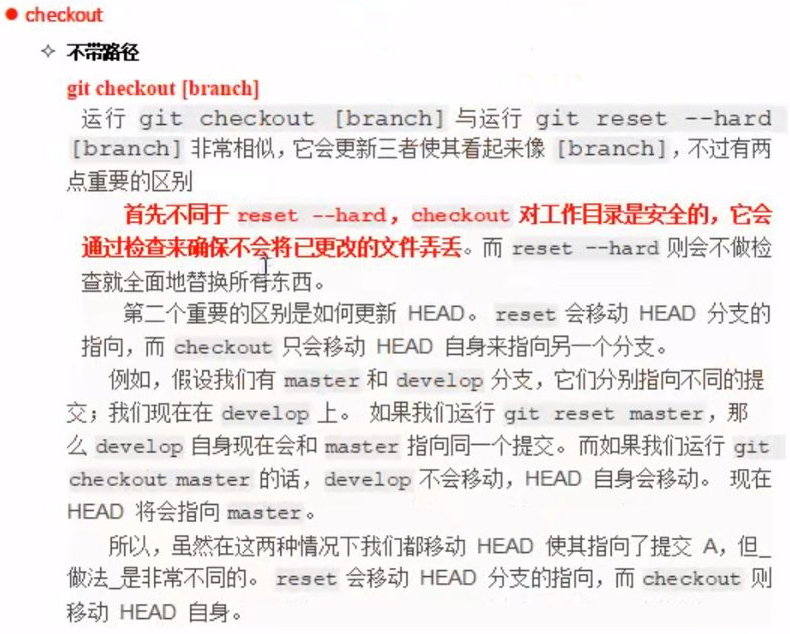 checkout
不带路径
git checkout [branch]
运行 git checkout [branch] 与运行 git reset --hard
[branch] 非常相似，它会更新三者使其看起来像 [branch]，不过有两
点重要的区别
首先不同于 reset --hard，checkout 对工作目录是安全的，它会
通过检查来确保不会将已更改的文件弄丢。而 reset --hard 则会不做检
查就全面地替换所有东西。
第二个重要的区别是如何更新 HEAD。 reset 会移动 HEAD 分支的
指向，而 checkout 只会移动 HEAD 自身来指向另一个分支。
例如，假设我们有 master 和 develop 分支，它们分别指向不同的提
交；我们现在在 develop 上。 如果我们运行 git reset master，那
么 develop 自身现在会和 master 指向同一个提交。而如果我们运行 git
checkout master 的话，develop 不会移动，HEAD 自身会移动。 现在
HEAD 将会指向 master。
所以，虽然在这两种情况下我们都移动 HEAD 使其指向了提交 A，但_
做法_是非常不同的。 reset 会移动 HEAD 分支的指向，而 checkout 则
移动 HEAD 自身。